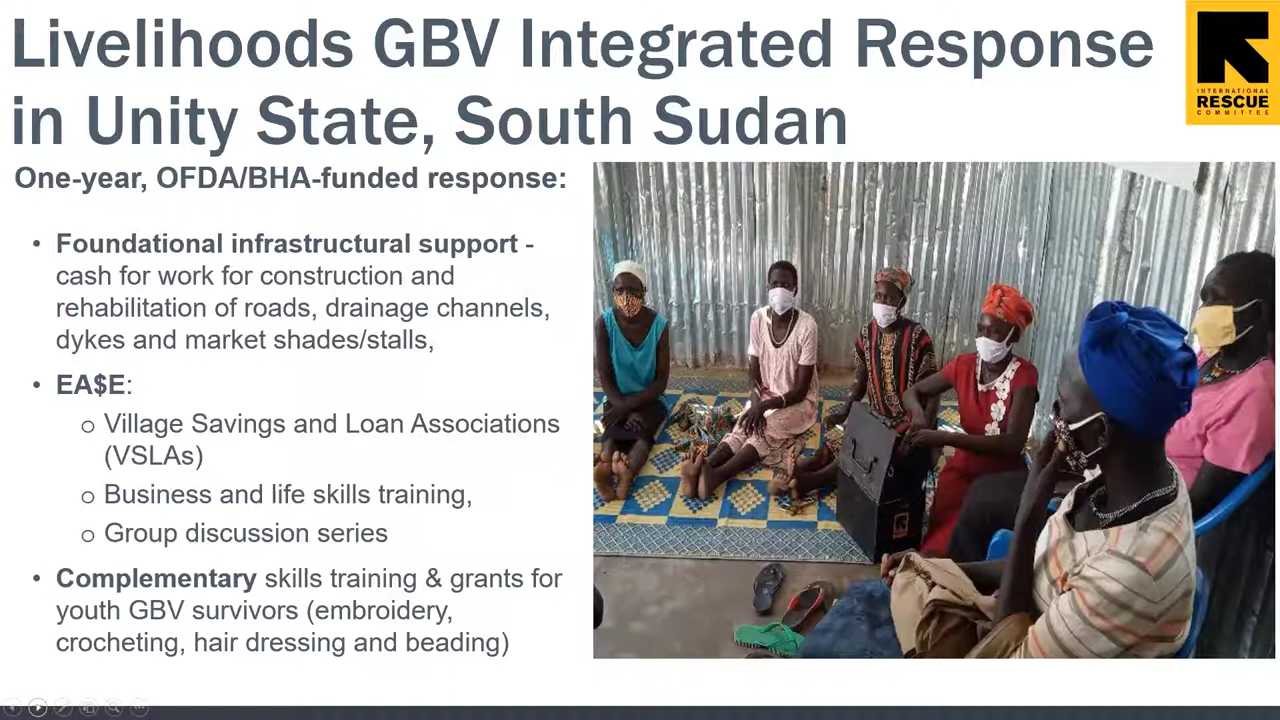 Livelihoods GBV Integrated Response
in Unity State, South Sudan
INTERNATIONAL
RESCUE
COMMITTEE
One-year, OFDA/BHA-funded response:
• Foundational infrastructural support -
cash for work for construction and
rehabilitation of roads, drainage channels,
dykes and market shades/stalls,
• EA$E:
o Village Savings and Loan Associations
(VSLAs)
o Business and life skills training,
o Group discussion series
• Complementary skills training & grants for
youth GBV survivors (embroidery,
crocheting, hair dressing and beading)